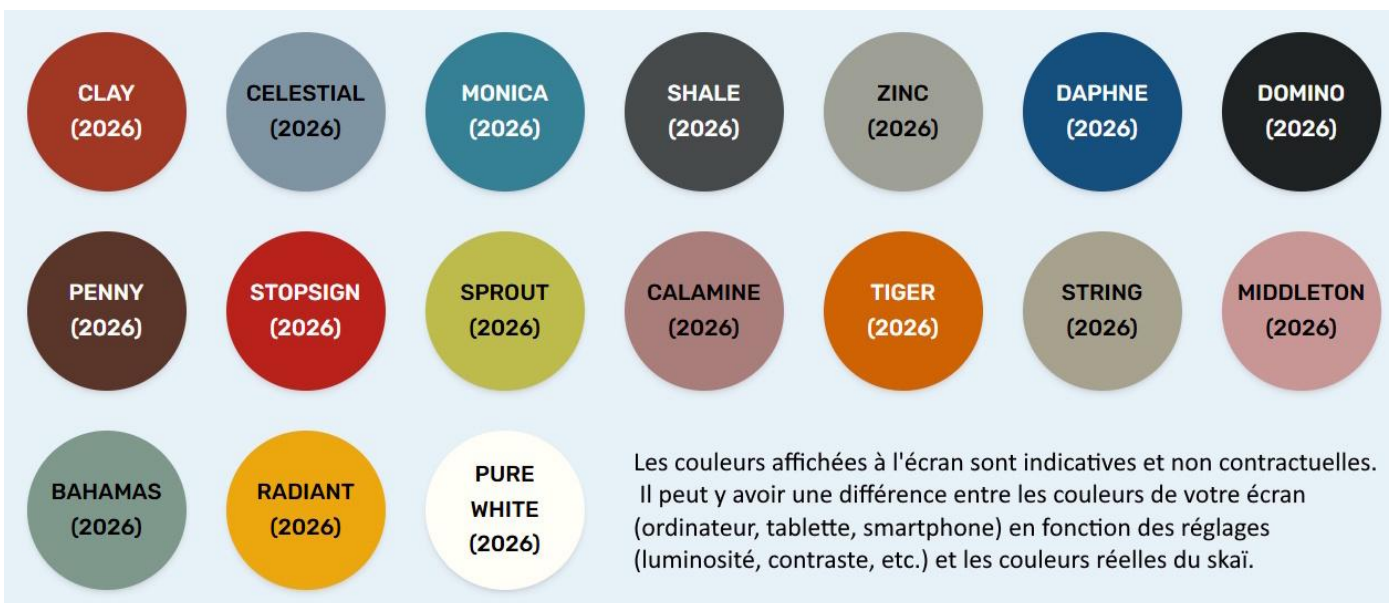 CLAY
(2026)
CELESTIAL
(2026)
MONICA
(2026)
SHALE
(2026)
ZINC
(2026)
DAPHNE
(2026)
DOMINO
(2026)
PENNY
(2026)
STOPSIGN
(2026)
SPROUT
(2026)
CALAMINE
(2026)
TIGER
(2026)
STRING
(2026)
MIDDLETON
(2026)
BAHAMAS
(2026)
RADIANT
(2026)
PURE
WHITE
(2026)
Les couleurs affichées à l'écran sont indicatives et non contractuelles.
Il peut y avoir une différence entre les couleurs de votre écran
(ordinateur, tablette, smartphone) en fonction des réglages
(luminosité, contraste, etc.) et les couleurs réelles du skaï.